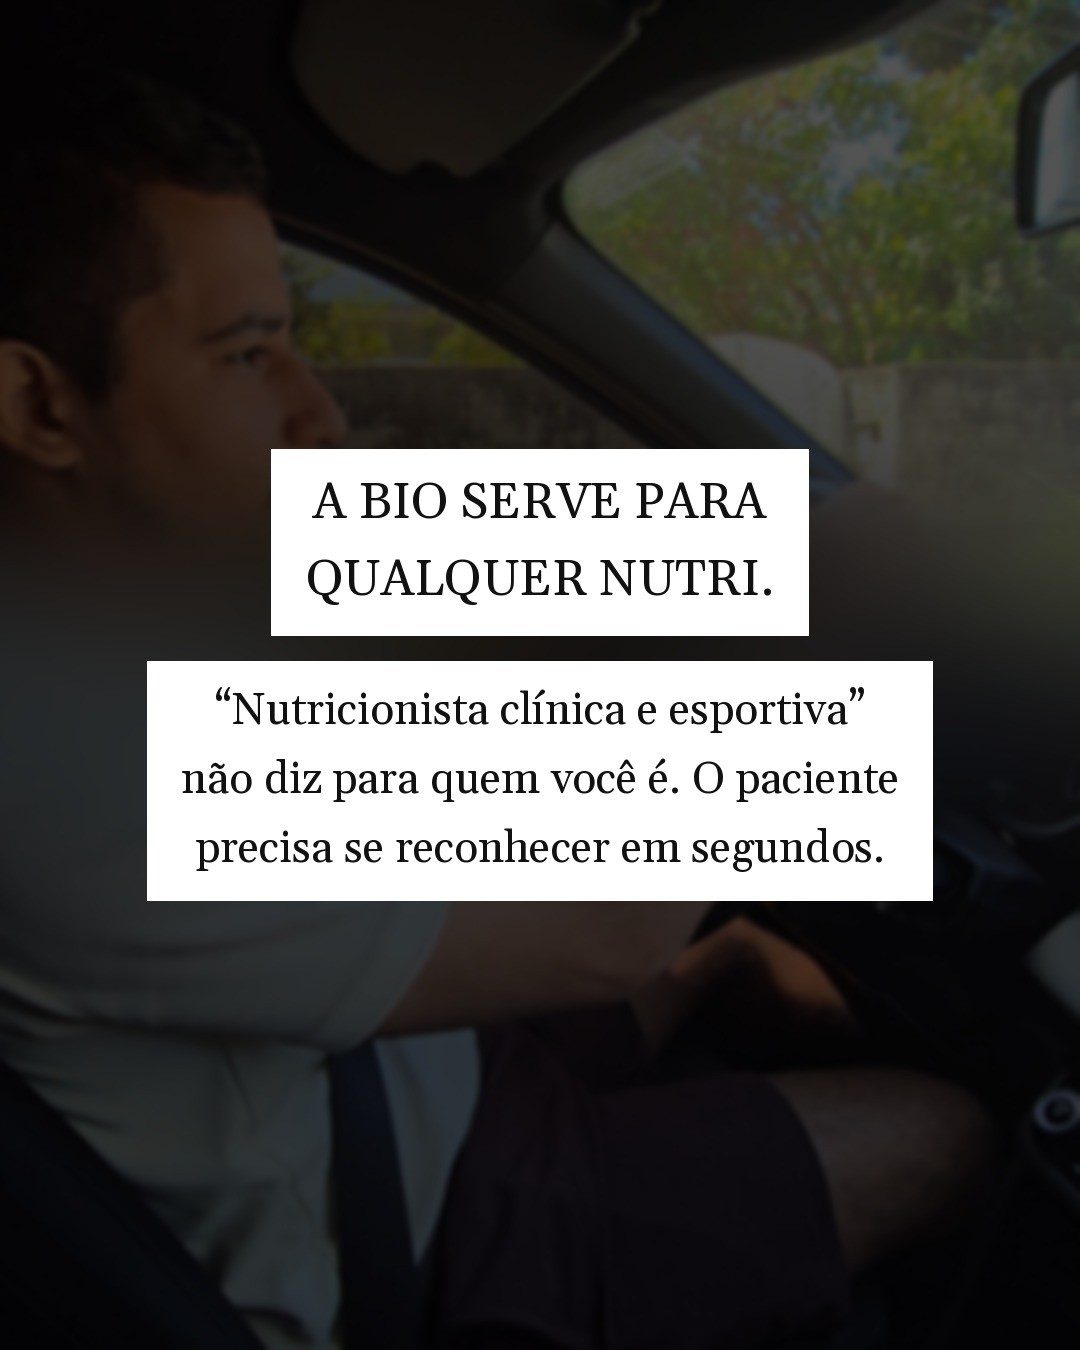 A BIO SERVE PARA
QUALQUER NUTRI.
“Nutricionista clínica e esportiva”
não diz para quem você é. O paciente
precisa se reconhecer em segundos.